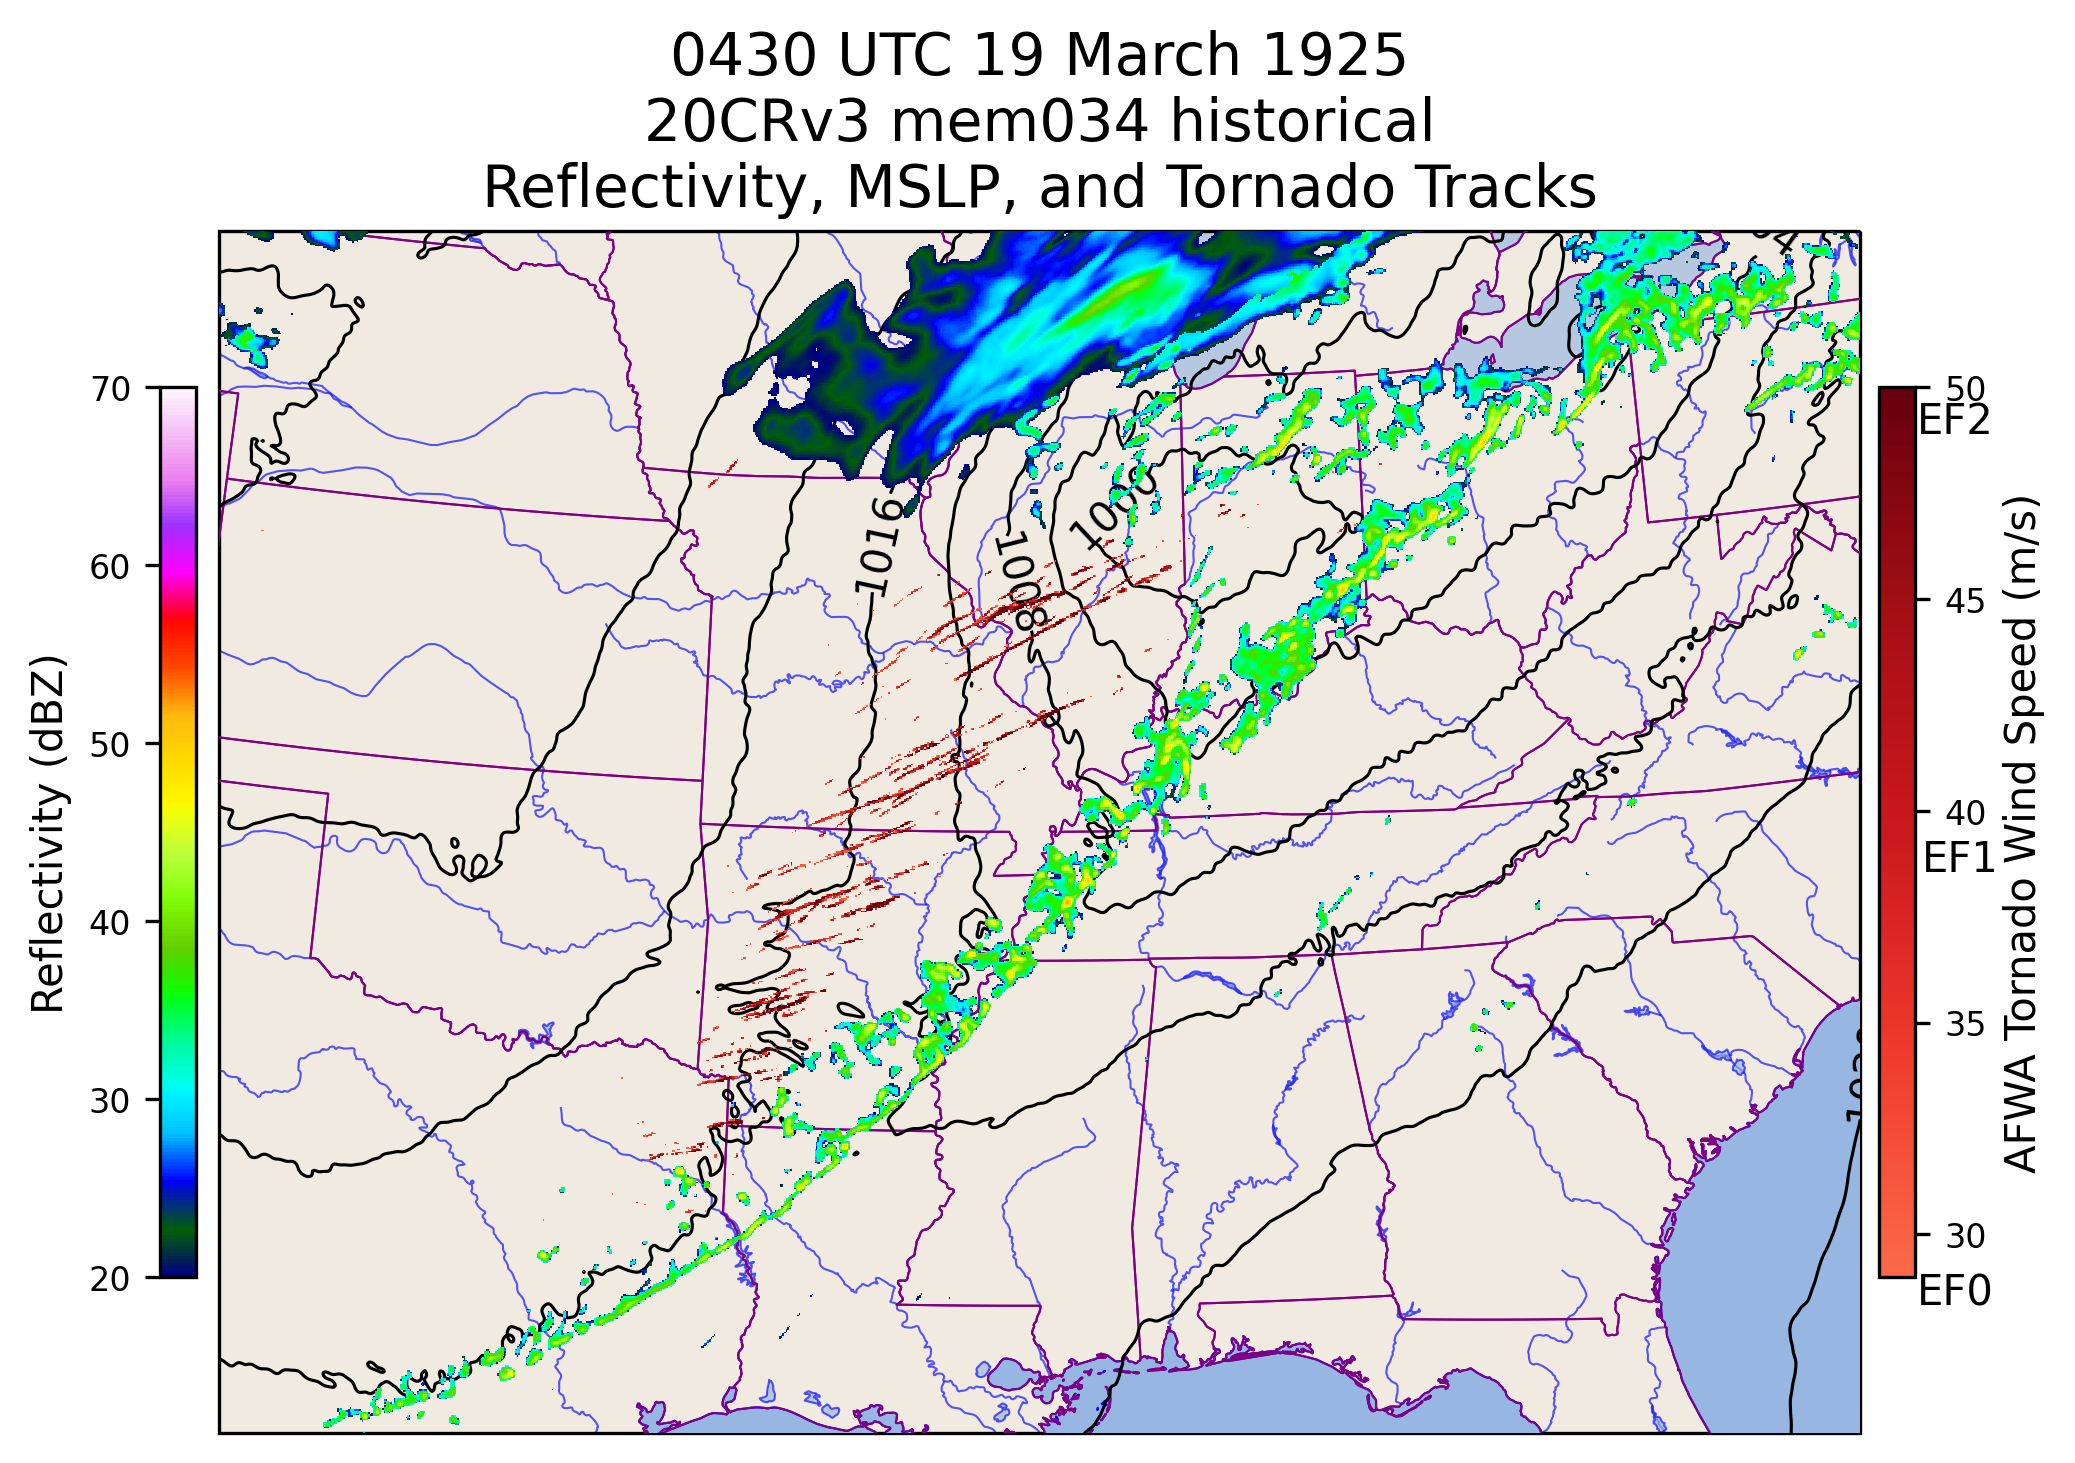 0430 UTC 19 March 1925
20CRv3 mem034 historical
Reflectivity, MSLP, and Tornado Tracks
Reflectivity (dBZ)
70
60
50
40
30
20
1016
1008
1000
50
EF2
45
40
EF1
35
30
EF0
AFWA Tornado Wind Speed (m/s)